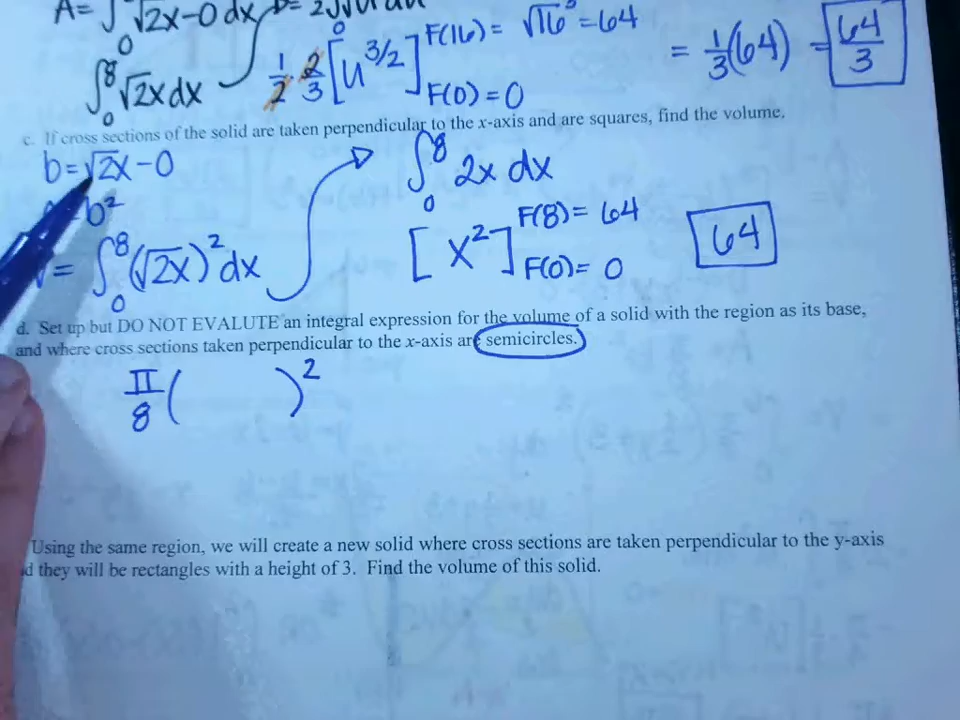 A = ∫ √2x - 0 dx
0
∫₀⁸ √2x dx
1/2 · 2/3 [u^3/2] F(16) = √16³ = 64
F(0) = 0
= 1/3 (64) = 64/3
c. If cross sections of the solid are taken perpendicular to the x-axis and are squares, find the volume.
b = √2x - 0
b²
= ∫₀⁸ (√2x)² dx
∫₀⁸ 2x dx
[x²] F(8) = 64
F(0) = 0
64
d. Set up but DO NOT EVALUTE an integral expression for the volume of a solid with the region as its base,
and where cross sections taken perpendicular to the x-axis are semicircles.
π/8 ( )²
Using the same region, we will create a new solid where cross sections are taken perpendicular to the y-axis
they will be rectangles with a height of 3. Find the volume of this solid.